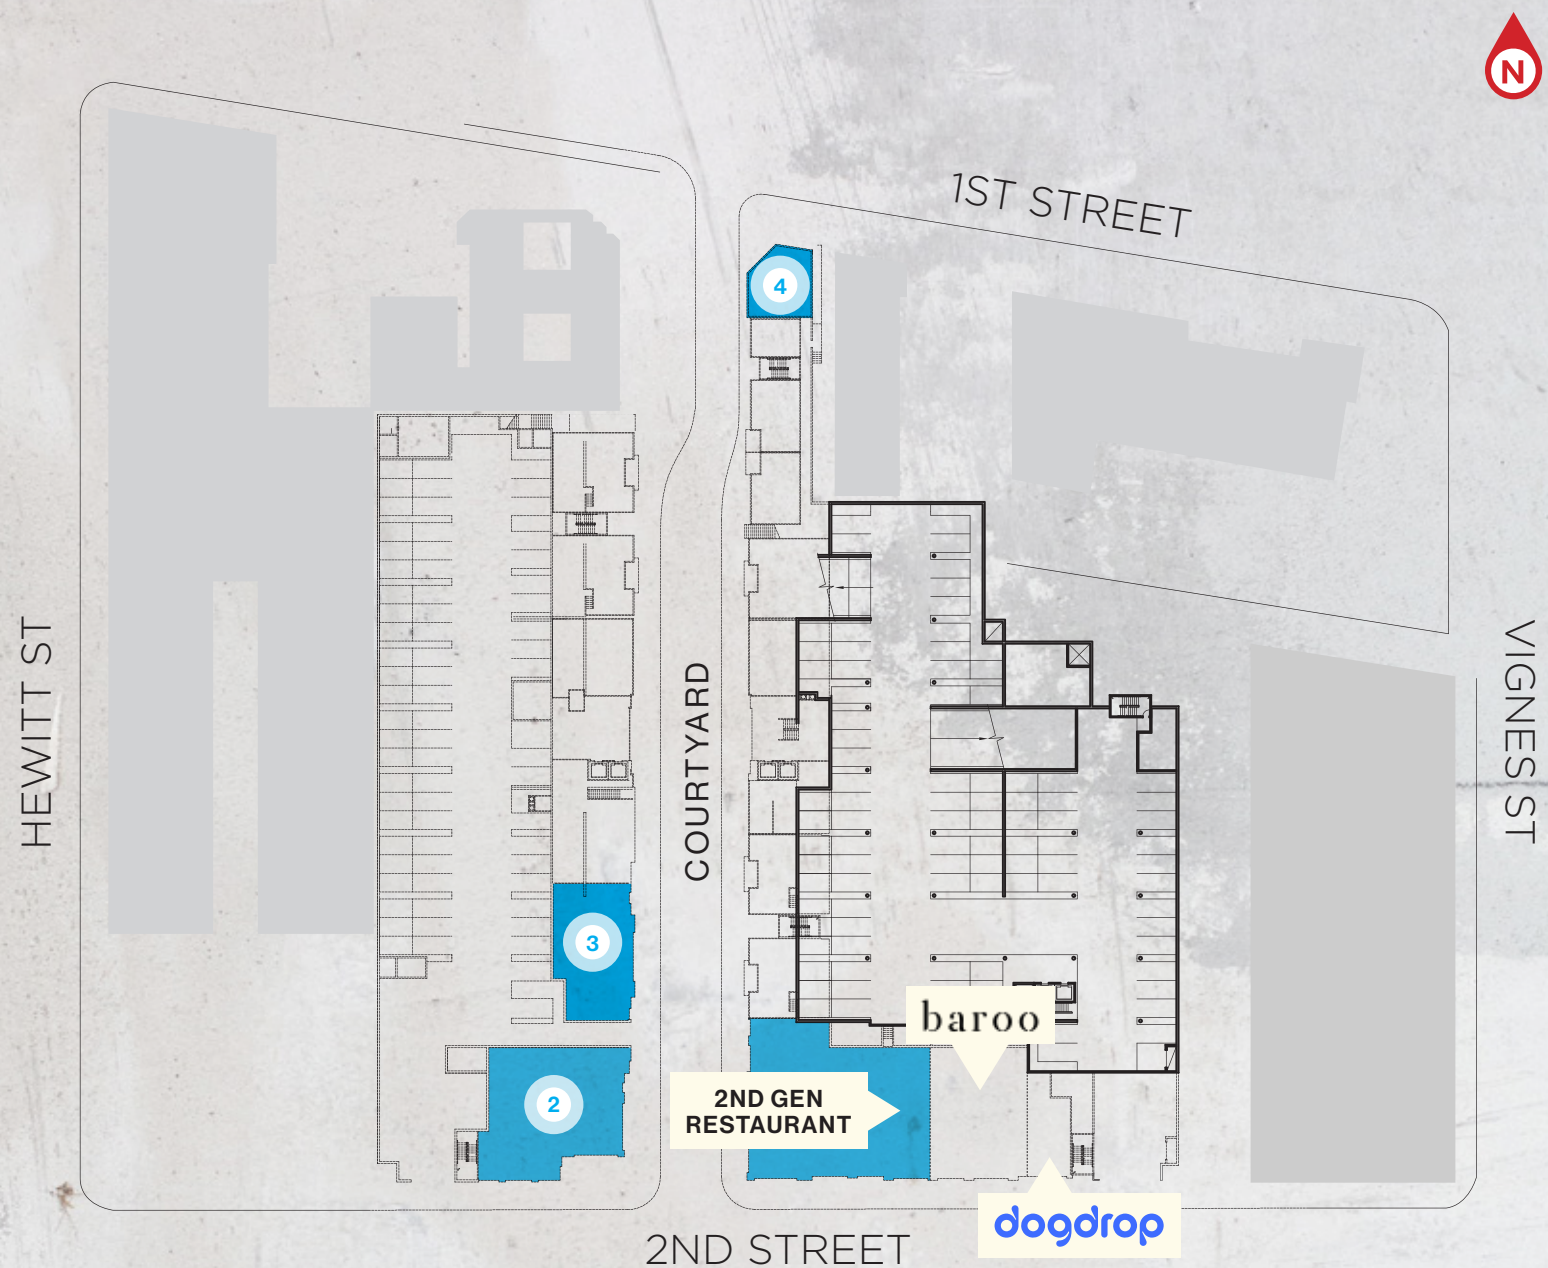 N
1ST STREET
4
HEWITT ST
COURTYARD
VIGNES ST
3
baroo
2
2ND GEN
RESTAURANT
dogdrop
2ND STREET